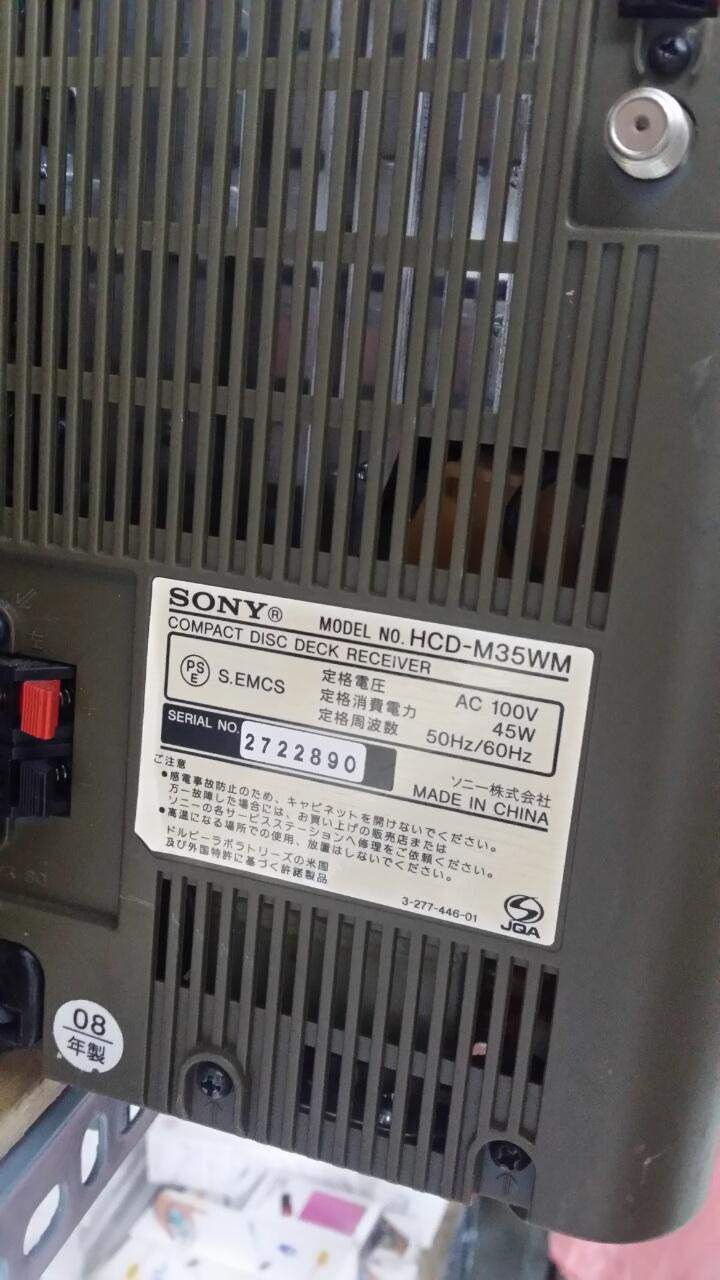 SONY®
MODEL NO. HCD-M35WM
COMPACT DISC DECK RECEIVER
PS
E
S.EMCS
定格電圧 AC 100V
定格消費電力 45W
定格周波数 50Hz/60Hz
SERIAL NO. 2722890
ソニー株式会社
MADE IN CHINA
ご注意
●感電事故防止のため、キャビネットを開けないでください。
万一故障した場合には、お買い上げの販売店または
ソニーの各サービスステーションへ修理をご依頼ください。
●高温になる場所での使用、放置はしないでください。
ドルビーラボラトリーズの米国
及び外国特許に基づく許諾製品
3-277-446-01
JQA
08
年製